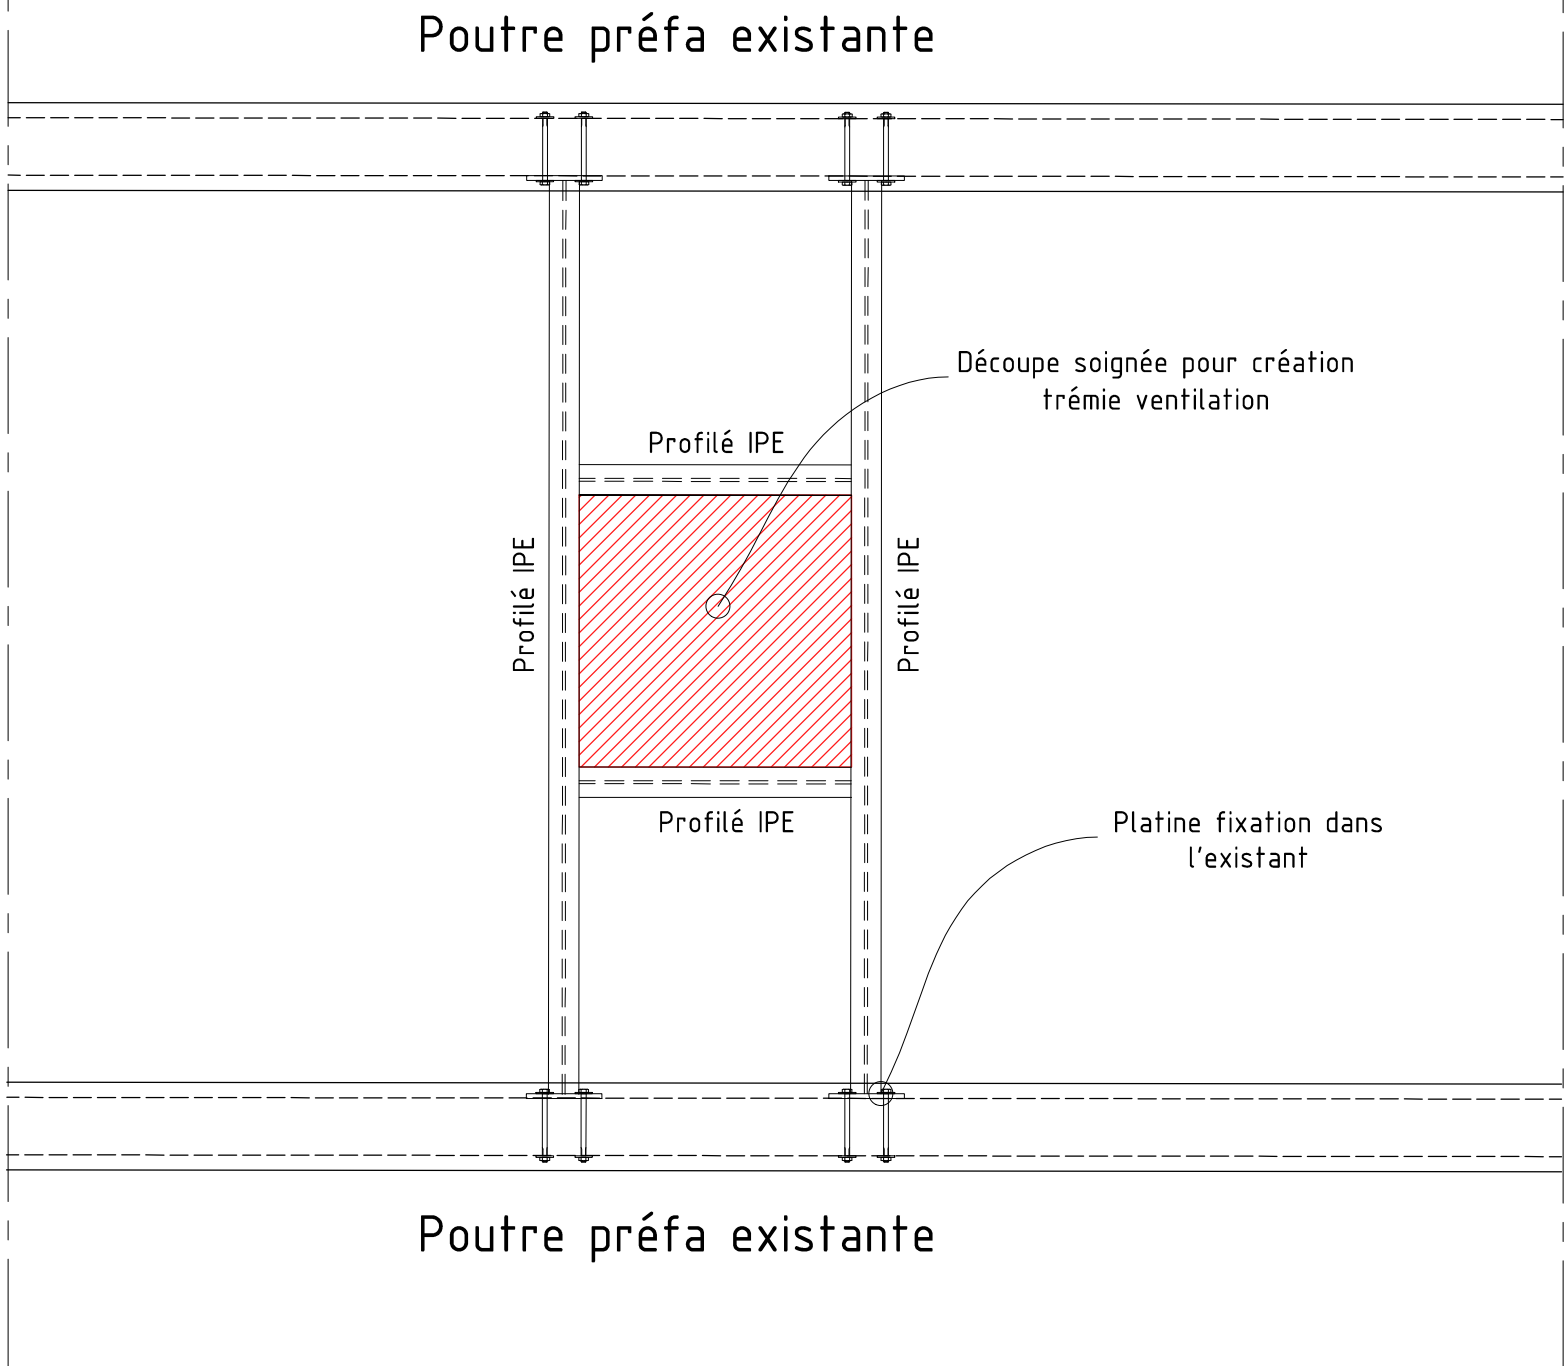 Poutre préfa existante
Découpe soignée pour création
trémie ventilation
Profilé IPE
Profilé IPE
Profilé IPE
Profilé IPE
Platine fixation dans
l'existant
Poutre préfa existante